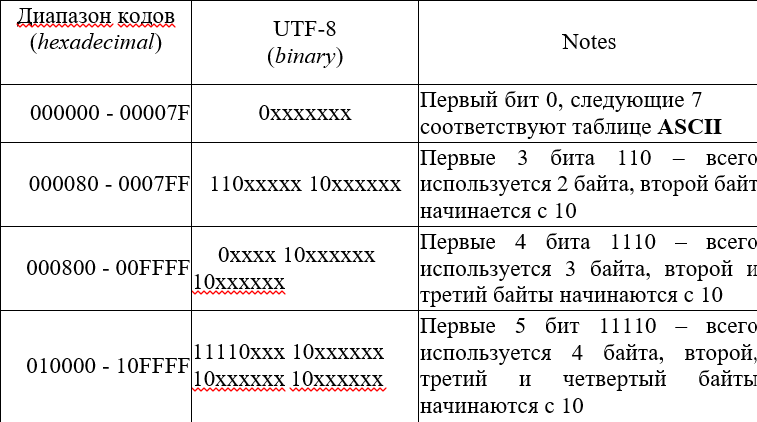 Диапазон кодов
(hexadecimal)
UTF-8
(binary)
Notes
000000 - 00007F
0xxxxxxx
Первый бит 0, следующие 7
соответствуют таблице ASCII
000080 - 0007FF
110xxxxx 10xxxxxx
Первые 3 бита 110 – всего
используется 2 байта, второй байт
начинается с 10
000800 - 00FFFF
0xxxx 10xxxxxx
10xxxxxx
Первые 4 бита 1110 – всего
используется 3 байта, второй и
третий байты начинаются с 10
010000 - 10FFFF
11110xxx 10xxxxxx
10xxxxxx 10xxxxxx
Первые 5 бит 11110 – всего
используется 4 байта, второй,
третий и четвертый байты
начинаются с 10